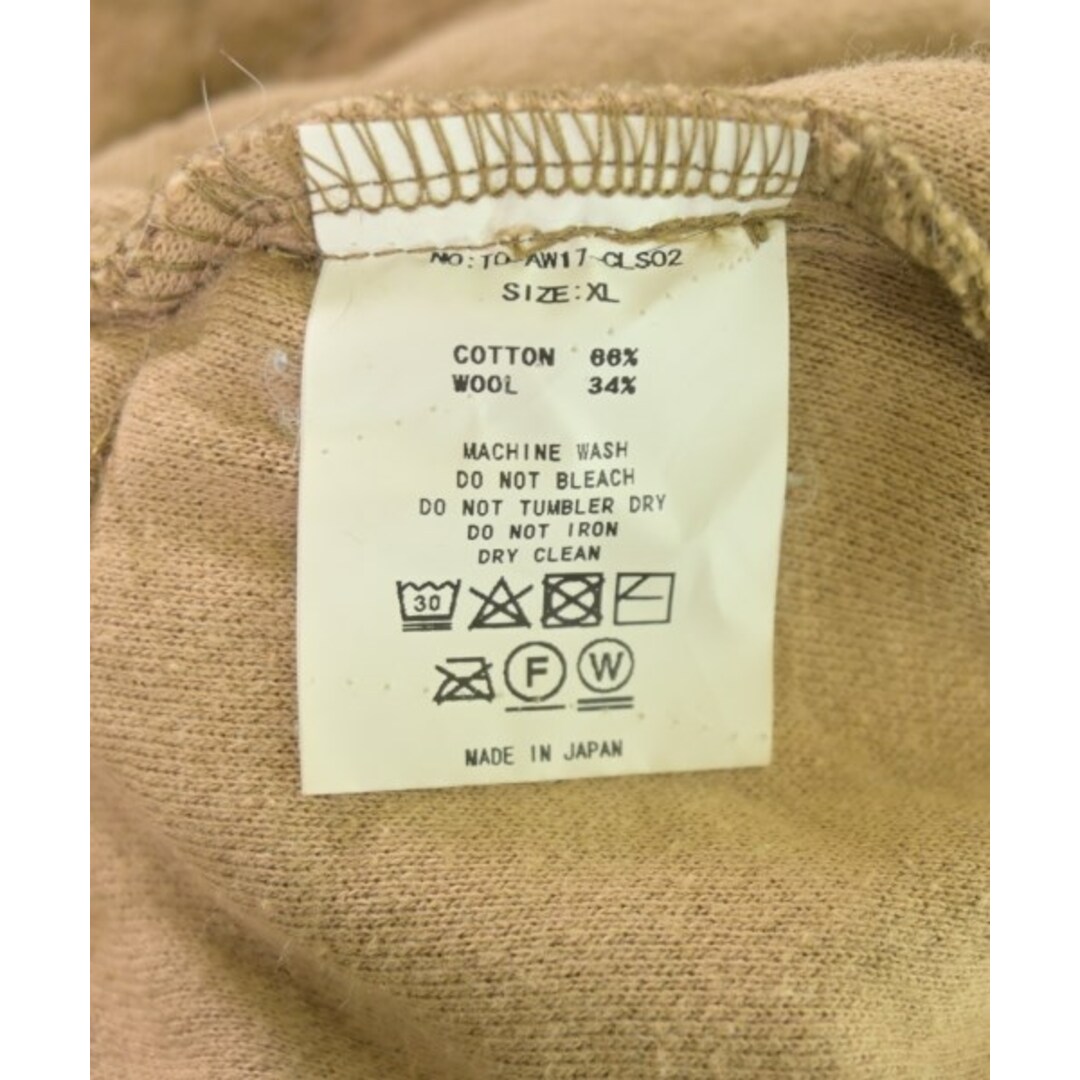 NO:TO-AW17-CLS02
SIZE:XL
COTTON 66%
WOOL 34%
MACHINE WASH
DO NOT BLEACH
DO NOT TUMBLER DRY
DO NOT IRON
DRY CLEAN
30
F W
MADE IN JAPAN